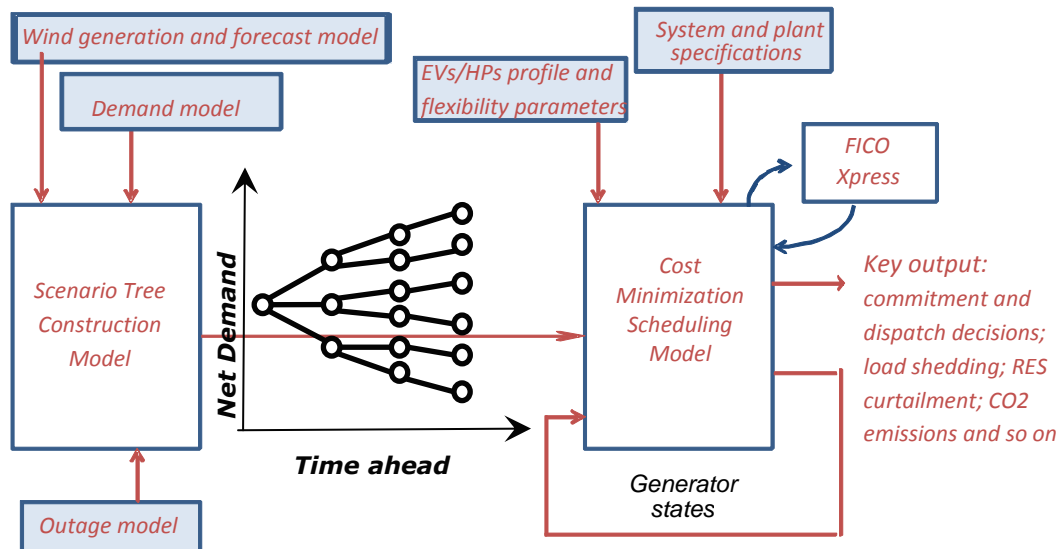 Wind generation and forecast model
Demand model
System and plant
specifications
EVs/HPs profile and
flexibility parameters
FICO
Xpress
Scenario Tree
Construction
Model
Net Demand
Time ahead
Cost
Minimization
Scheduling
Model
Key output:
commitment and
dispatch decisions;
load shedding; RES
curtailment; CO2
emissions and so on
Generator
states
Outage model